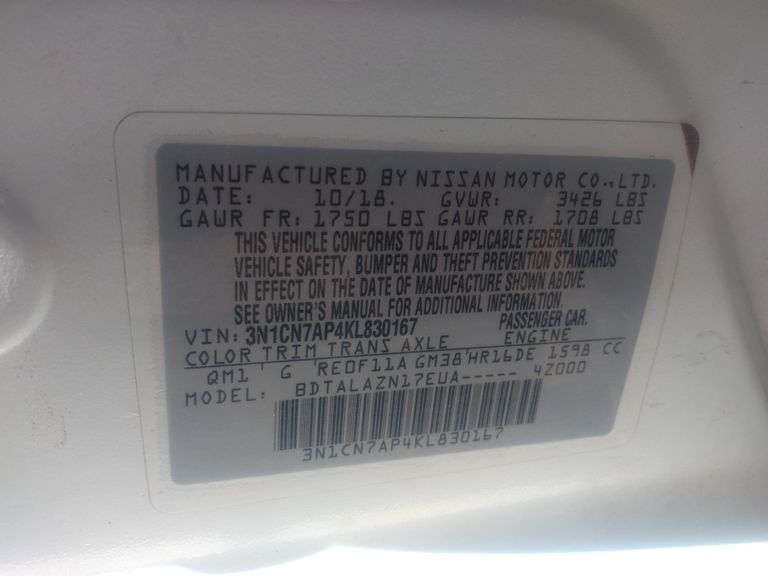 MANUFACTURED BY NISSAN MOTOR CO.,LTD.
DATE: 10/18. GVWR: 3426 LBS
GAWR FR: 1750 LBS GAWR RR: 1708 LBS
THIS VEHICLE CONFORMS TO ALL APPLICABLE FEDERAL MOTOR
VEHICLE SAFETY, BUMPER AND THEFT PREVENTION STANDARDS
IN EFFECT ON THE DATE OF MANUFACTURE SHOWN ABOVE.
SEE OWNER'S MANUAL FOR ADDITIONAL INFORMATION.
VIN: 3N1CN7AP4KL830167 PASSENGER CAR.
COLOR TRIM TRANS AXLE ENGINE
QM1 G RE0F11A GM38 HR16DE 1598 CC
MODEL: BDTALAZN17EUA----- 4Z000
3N1CN7AP4KL830167